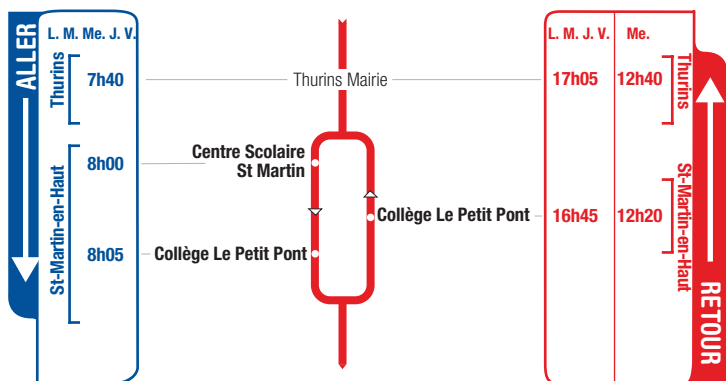 ALLER
L. M. Me. J. V.
Thurins
7h40
St-Martin-en-Haut
8h00
8h05
Thurins Mairie
Centre Scolaire
St Martin
Collège Le Petit Pont
Collège Le Petit Pont
L. M. J. V.
Me.
17h05
12h40
Thurins
16h45
12h20
St-Martin-en-Haut
RETOUR